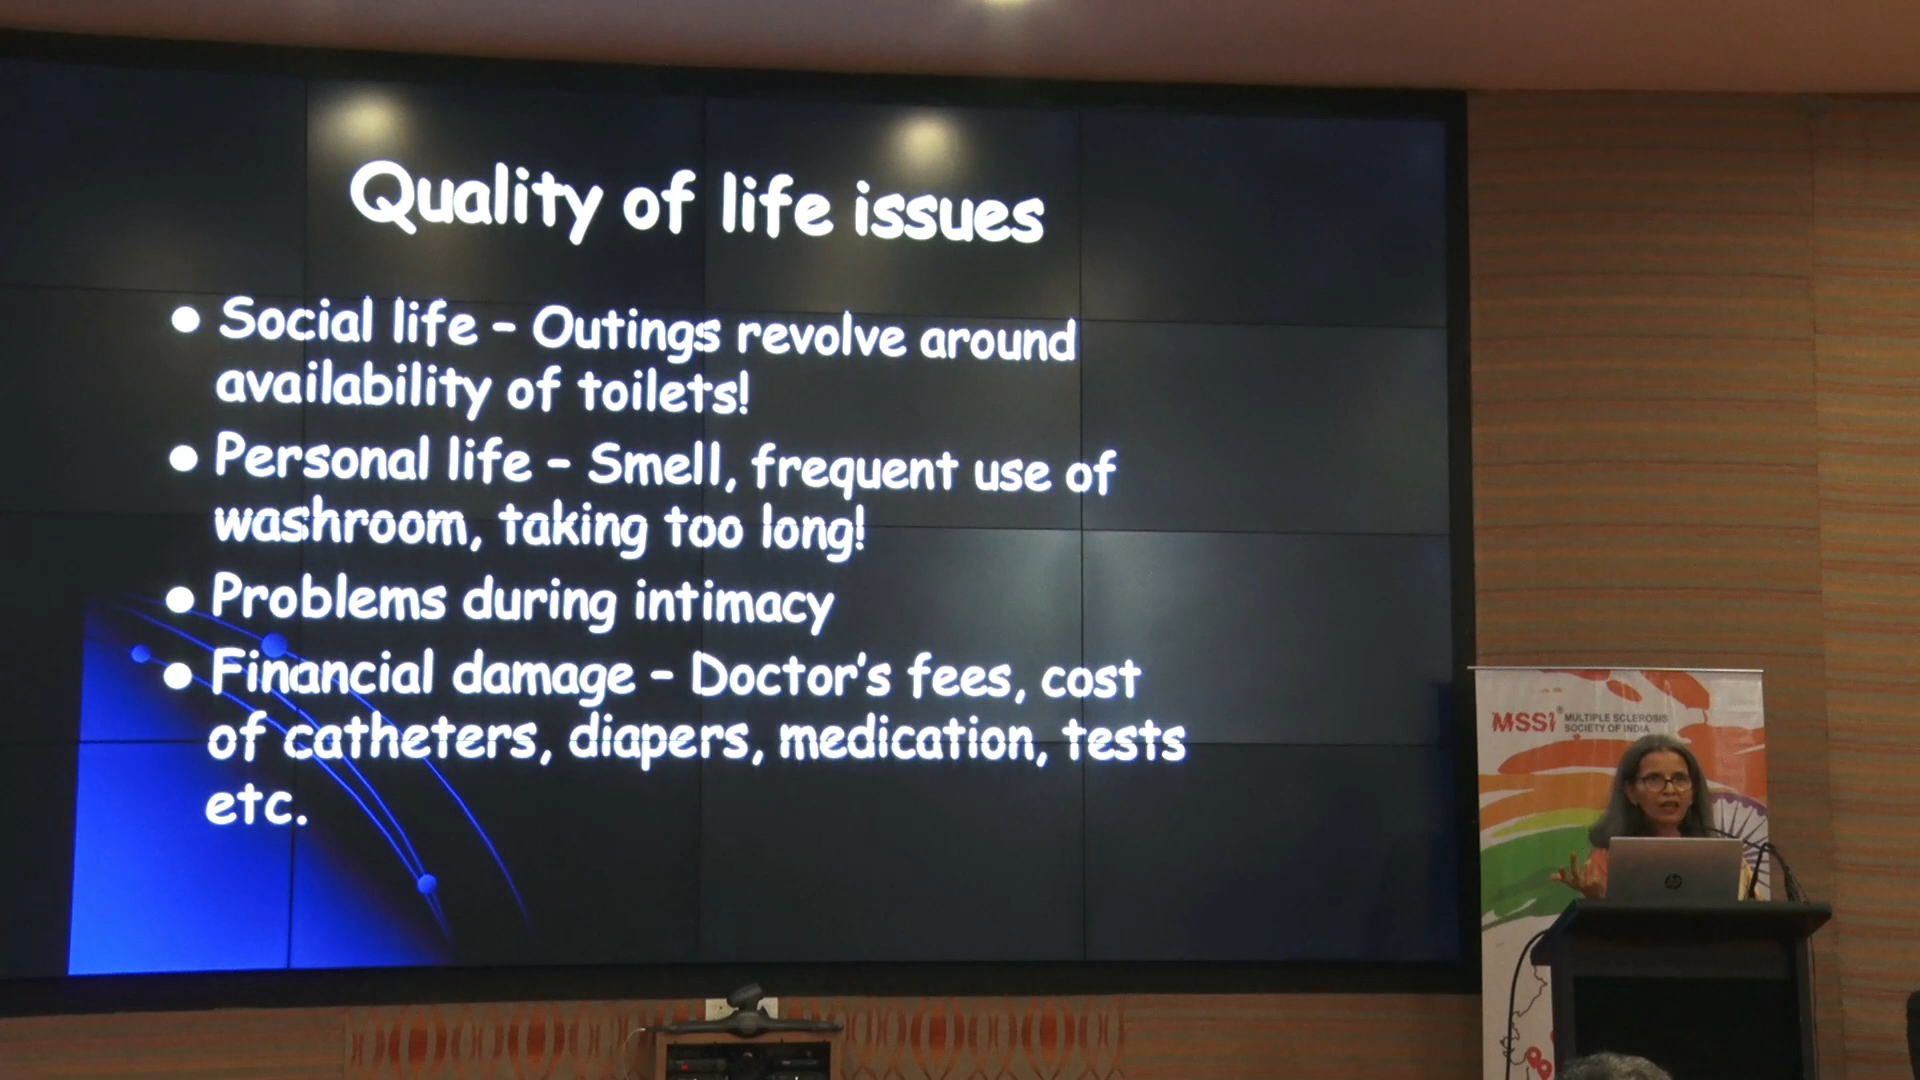 Quality of life issues
● Social life – Outings revolve around
availability of toilets!
● Personal life – Smell, frequent use of
washroom, taking too long!
● Problems during intimacy
● Financial damage – Doctor's fees, cost
of catheters, diapers, medication, tests
etc.
MSSI® MULTIPLE SCLEROSIS
SOCIETY OF INDIA
hp